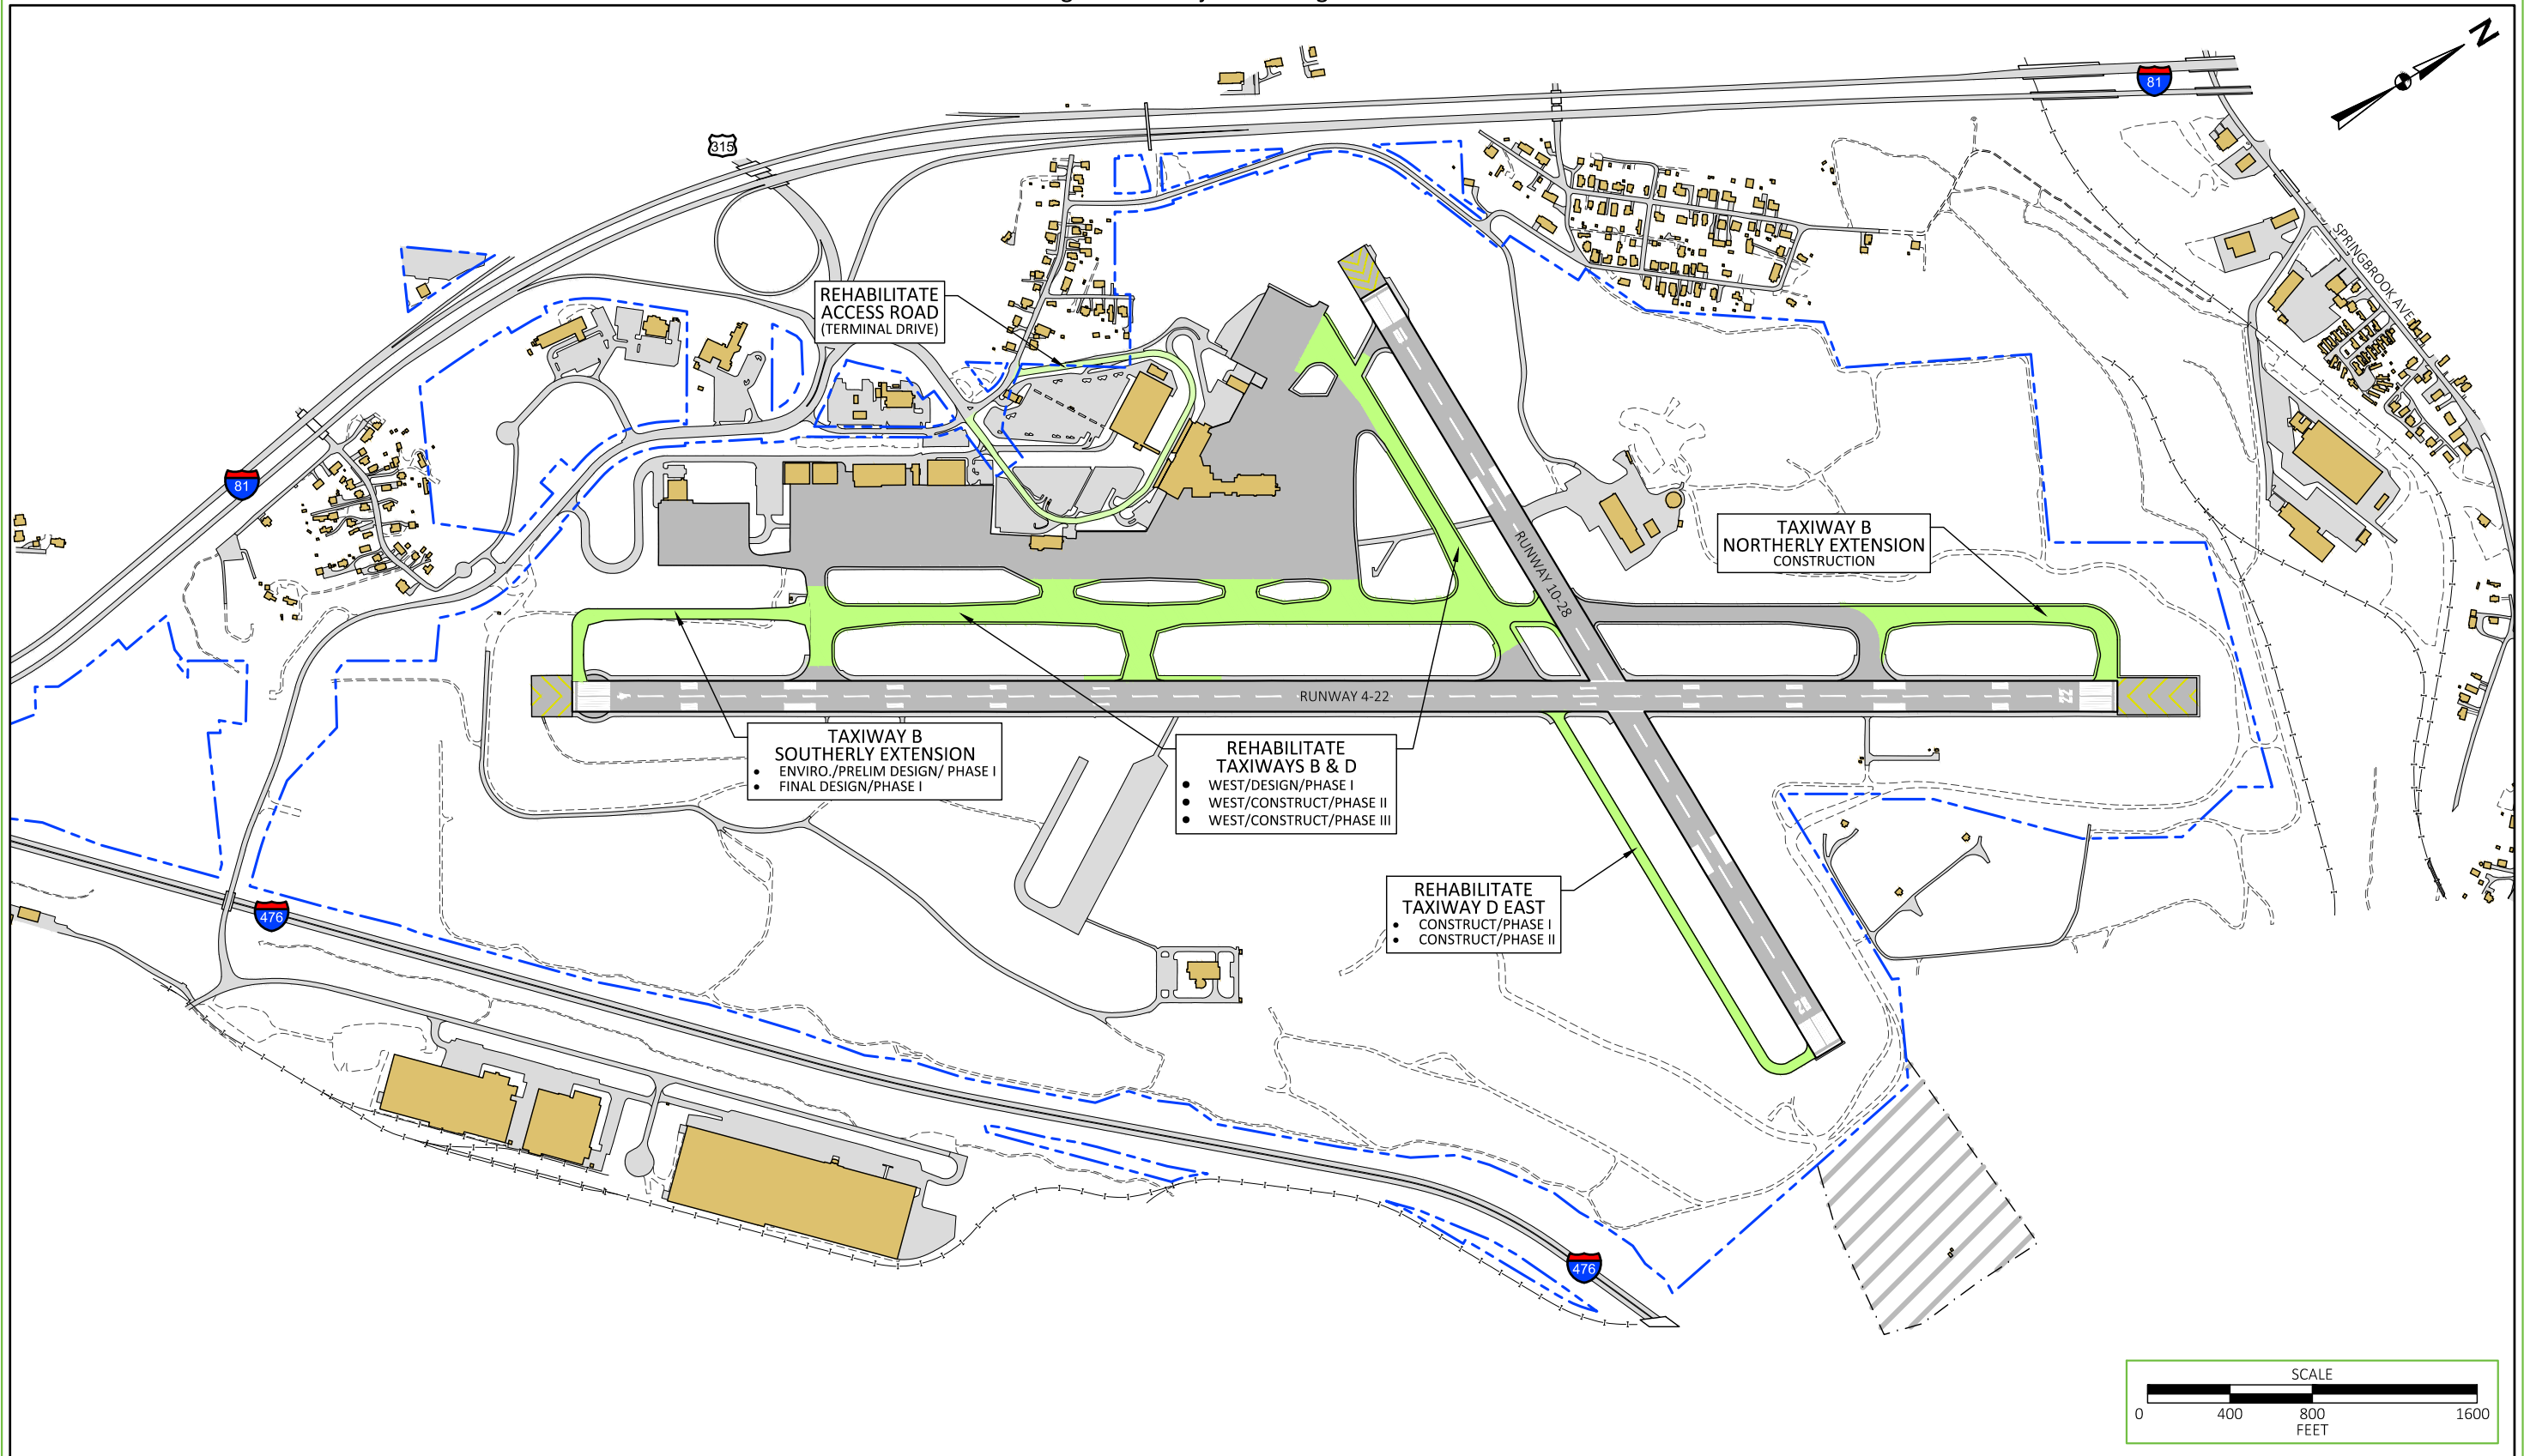 N
81
315
SPRINGBROOK AVE
REHABILITATE
ACCESS ROAD
(TERMINAL DRIVE)
81
TAXIWAY B
NORTHERLY EXTENSION
CONSTRUCTION
RUNWAY 10-28
RUNWAY 4-22
4
22
TAXIWAY B
SOUTHERLY EXTENSION
• ENVIRO./PRELIM DESIGN/ PHASE I
• FINAL DESIGN/PHASE I
REHABILITATE
TAXIWAYS B & D
• WEST/DESIGN/PHASE I
• WEST/CONSTRUCT/PHASE II
• WEST/CONSTRUCT/PHASE III
REHABILITATE
TAXIWAY D EAST
• CONSTRUCT/PHASE I
• CONSTRUCT/PHASE II
476
28
476
SCALE
0 400 800 1600
FEET